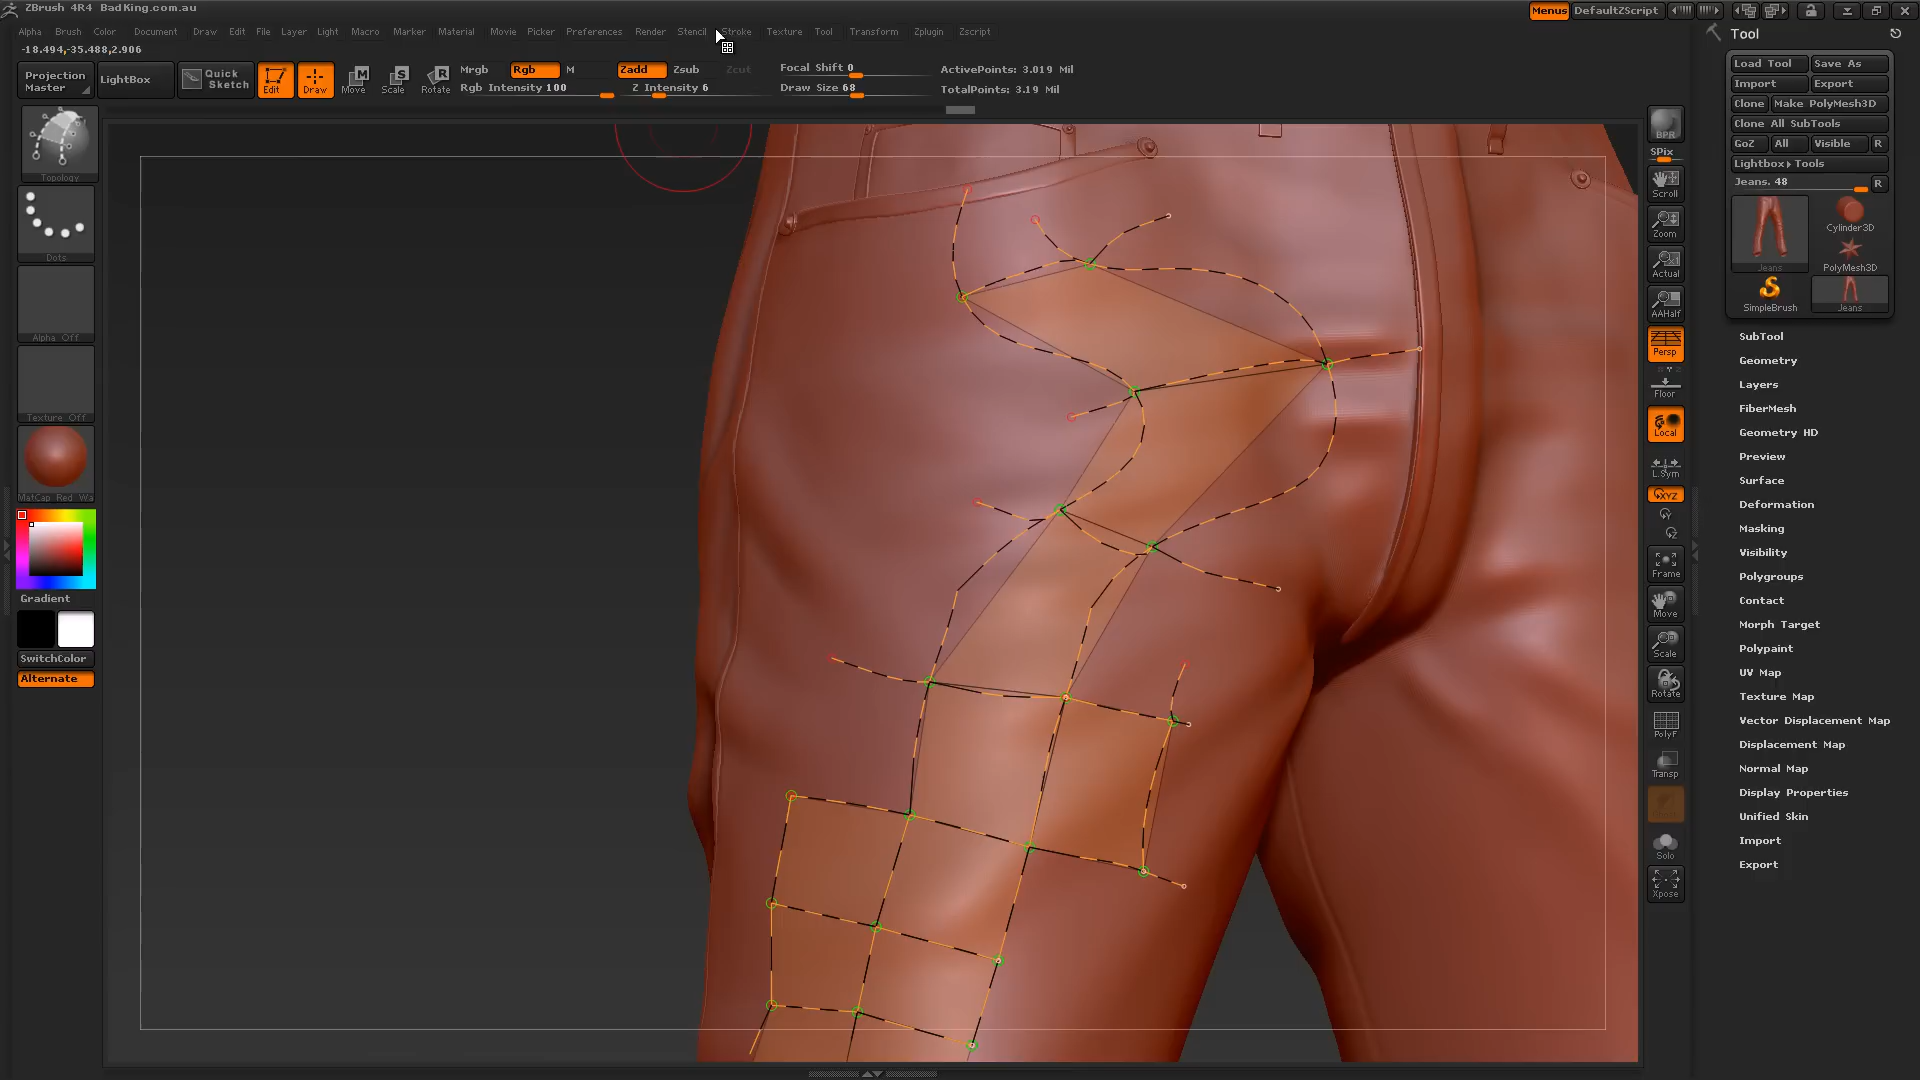 ZBrush 4R4 BadKing.com.au
Menus DefaultZScript
Alpha Brush Color Document Draw Edit File Layer Light Macro Marker Material Movie Picker Preferences Render Stencil Stroke Texture Tool Transform Zplugin Zscript
-18.494,-35.488,2.906
Projection Master
LightBox
Quick Sketch
Edit
Draw
Move
Scale
Rotate
Mrgb Rgb M
Rgb Intensity 100
Zadd Zsub Zcut
Z Intensity 6
Focal Shift 0
Draw Size 68
ActivePoints: 3.019 Mil
TotalPoints: 3.19 Mil
Topology
Dots
Alpha Off
Texture Off
MatCap Red Wa
Gradient
SwitchColor
Alternate
BPR
SPix
Scroll
Zoom
Actual
AAHalf
Persp
Floor
Local
L.Sym
XYZ
Frame
Move
Scale
Rotate
PolyF
Transp
Solo
Xpose
Tool
Load Tool Save As
Import Export
Clone Make PolyMesh3D
Clone All SubTools
GoZ All Visible R
Lightbox▸Tools
Jeans. 48 R
Jeans
Cylinder3D
PolyMesh3D
SimpleBrush
Jeans
SubTool
Geometry
Layers
FiberMesh
Geometry HD
Preview
Surface
Deformation
Masking
Visibility
Polygroups
Contact
Morph Target
Polypaint
UV Map
Texture Map
Vector Displacement Map
Displacement Map
Normal Map
Display Properties
Unified Skin
Import
Export